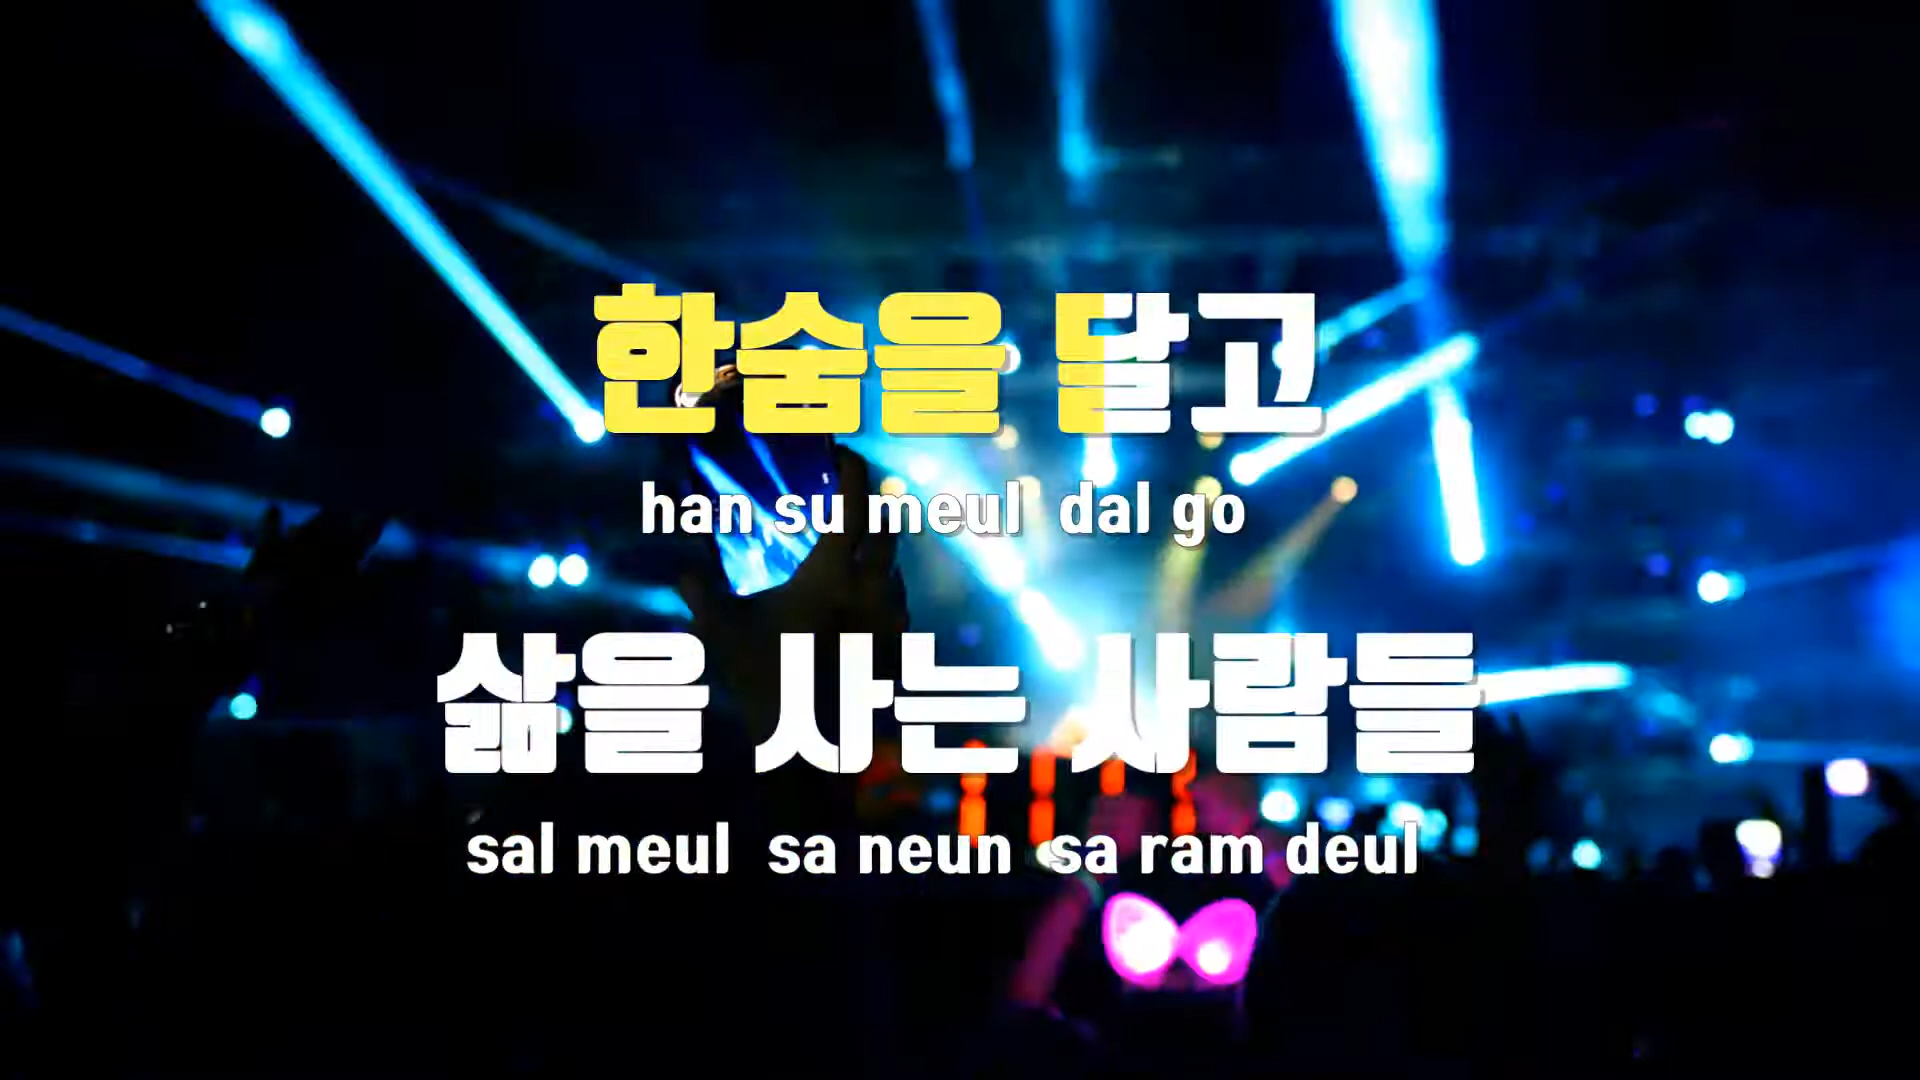 한숨을 달고
han su meul dal go
삶을 사는 사람들
sal meul sa neun sa ram deul